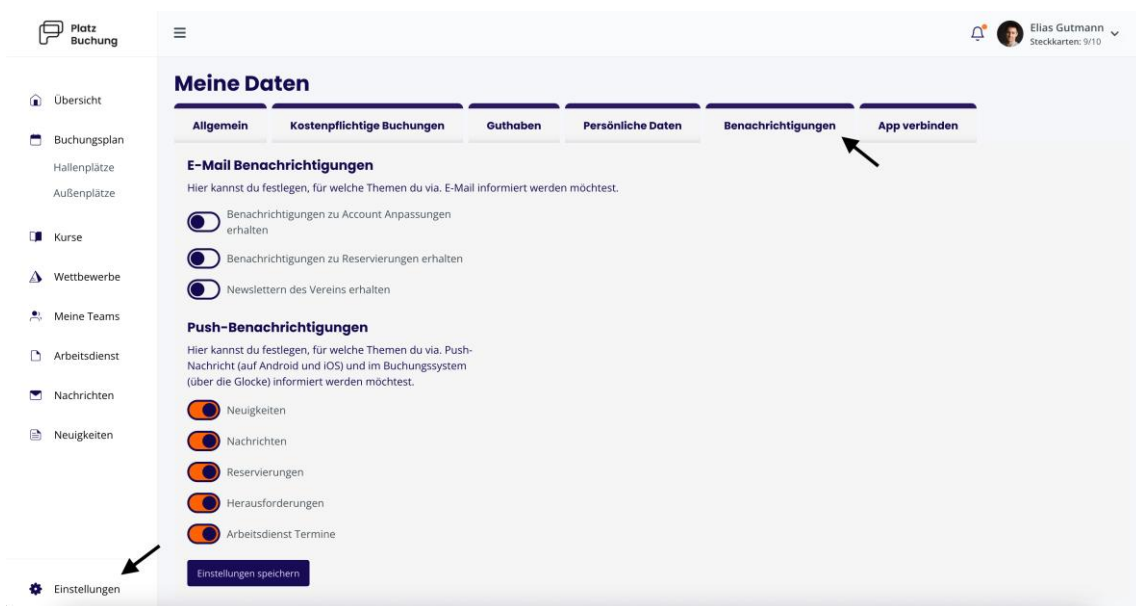 Platz
Buchung
Elias Gutmann
Steckkarten: 9/10
Übersicht
Buchungsplan
Hallenplätze
Außenplätze
Kurse
Wettbewerbe
Meine Teams
Arbeitsdienst
Nachrichten
Neuigkeiten
Einstellungen
Meine Daten
Allgemein
Kostenpflichtige Buchungen
Guthaben
Persönliche Daten
Benachrichtigungen
App verbinden
E-Mail Benachrichtigungen
Hier kannst du festlegen, für welche Themen du via. E-Mail informiert werden möchtest.
Benachrichtigungen zu Account Anpassungen
erhalten
Benachrichtigungen zu Reservierungen erhalten
Newslettern des Vereins erhalten
Push-Benachrichtigungen
Hier kannst du festlegen, für welche Themen du via. Push-
Nachricht (auf Android und iOS) und im Buchungssystem
(über die Glocke) informiert werden möchtest.
Neuigkeiten
Nachrichten
Reservierungen
Herausforderungen
Arbeitsdienst Termine
Einstellungen speichern